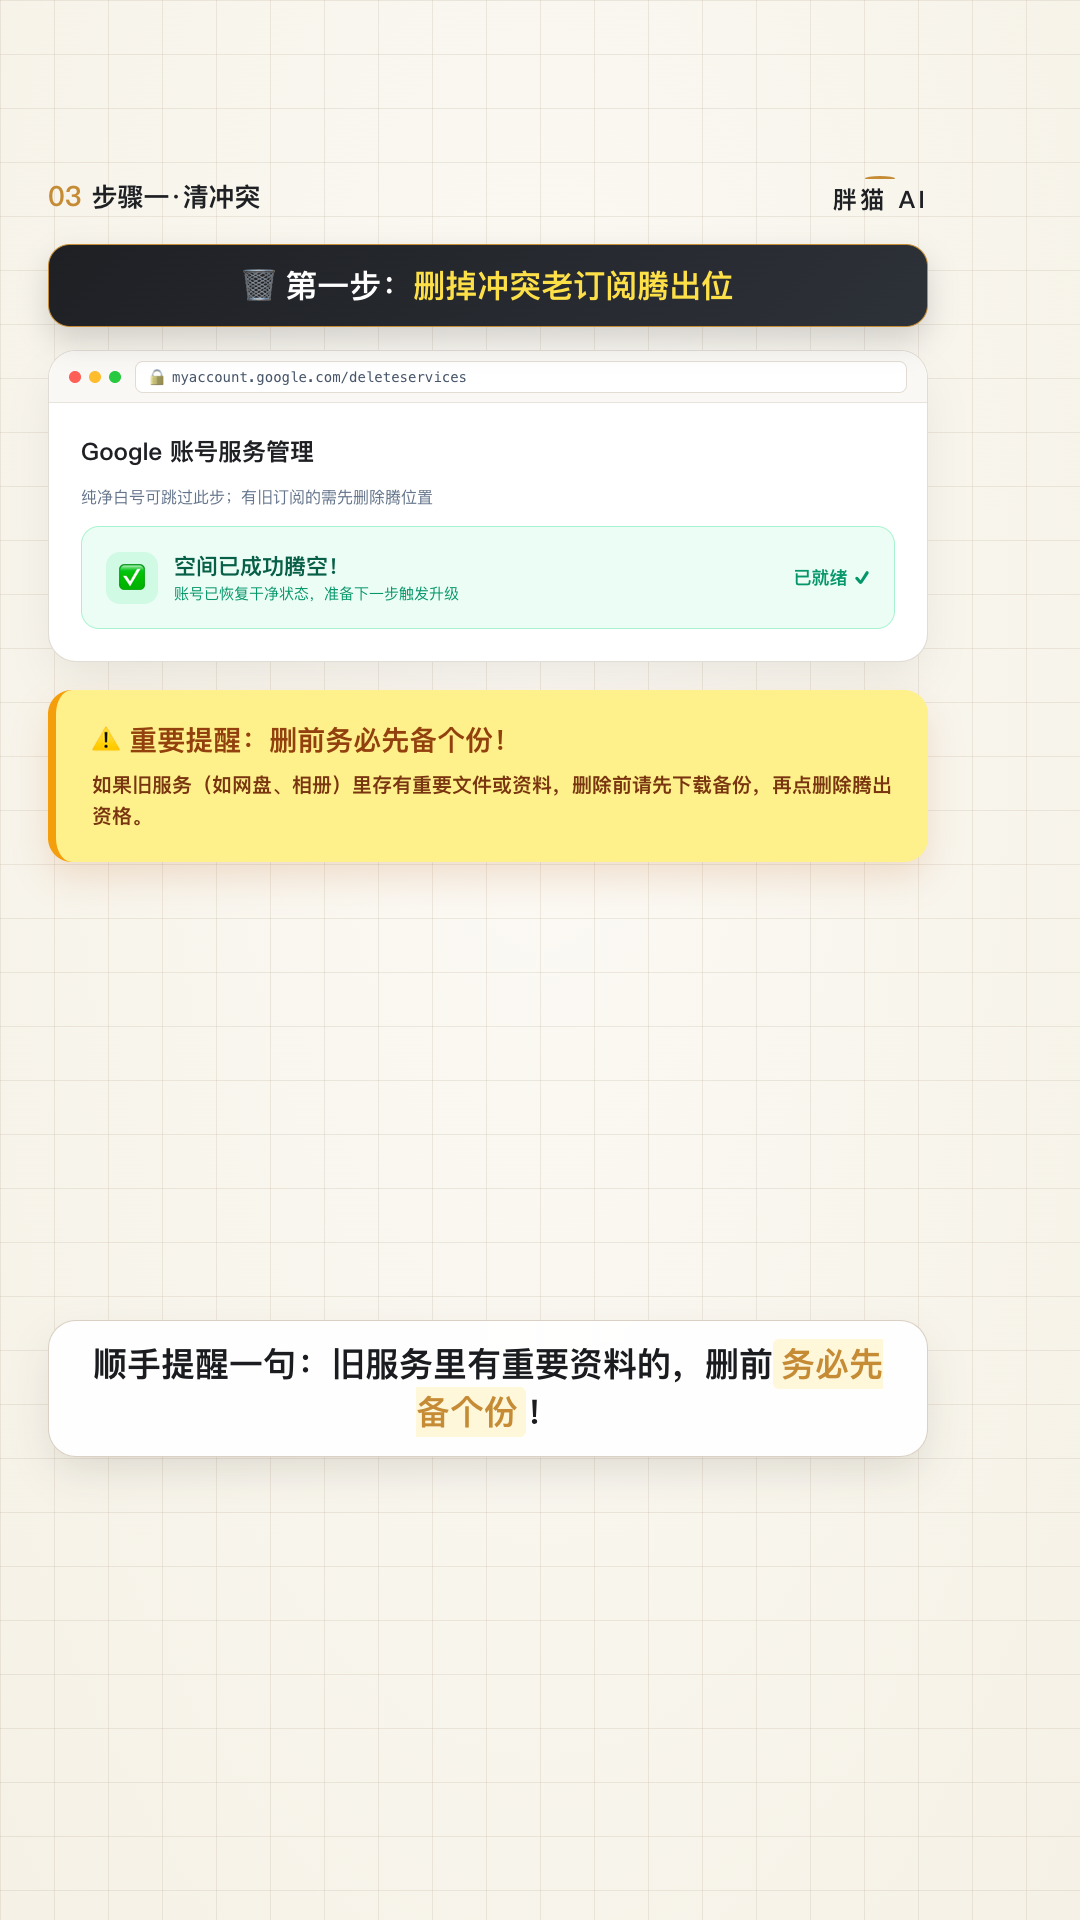 03 步骤一·清冲突
胖猫 AI
🗑️ 第一步：删掉冲突老订阅腾出位
🔒 myaccount.google.com/deleteservices
Google 账号服务管理
纯净白号可跳过此步；有旧订阅的需先删除腾位置
✅ 空间已成功腾空！
账号已恢复干净状态，准备下一步触发升级
已就绪 ✓
⚠️ 重要提醒：删前务必先备个份！
如果旧服务（如网盘、相册）里存有重要文件或资料，删除前请先下载备份，再点删除腾出
资格。
顺手提醒一句：旧服务里有重要资料的，删前务必先
备个份！